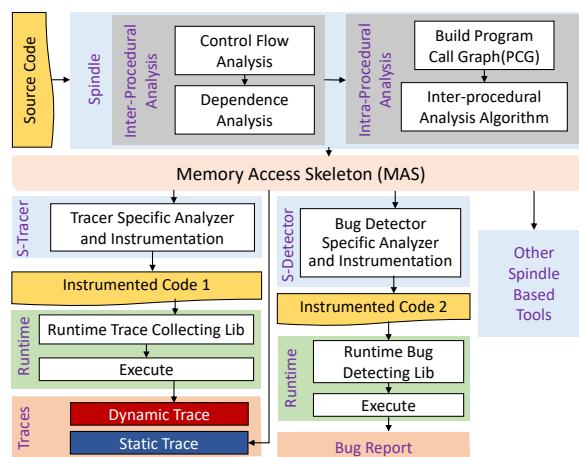 Source Code
Spindle
Inter-Procedural
Analysis
Control Flow
Analysis
Dependence
Analysis
Intra-Procedural
Analysis
Build Program
Call Graph(PCG)
Inter-procedural
Analysis Algorithm
Memory Access Skeleton (MAS)
S-Tracer
Tracer Specific Analyzer
and Instrumentation
Instrumented Code 1
Runtime
Runtime Trace Collecting Lib
Execute
Traces
Dynamic Trace
Static Trace
S-Detector
Bug Detector
Specific Analyzer
and Instrumentation
Instrumented Code 2
Runtime
Runtime Bug
Detecting Lib
Execute
Bug Report
Other
Spindle
Based
Tools